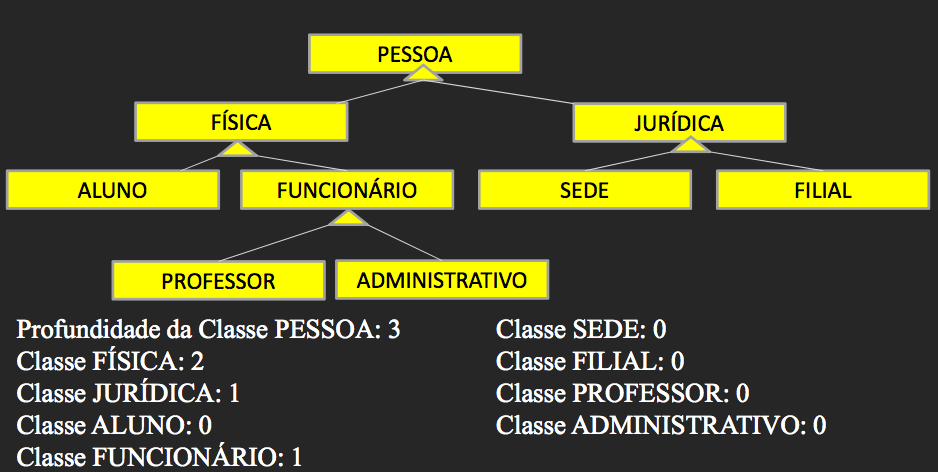 PESSOA
FÍSICA
JURÍDICA
ALUNO
FUNCIONÁRIO
SEDE
FILIAL
PROFESSOR
ADMINISTRATIVO
Profundidade da Classe PESSOA: 3
Classe FÍSICA: 2
Classe JURÍDICA: 1
Classe ALUNO: 0
Classe FUNCIONÁRIO: 1
Classe SEDE: 0
Classe FILIAL: 0
Classe PROFESSOR: 0
Classe ADMINISTRATIVO: 0